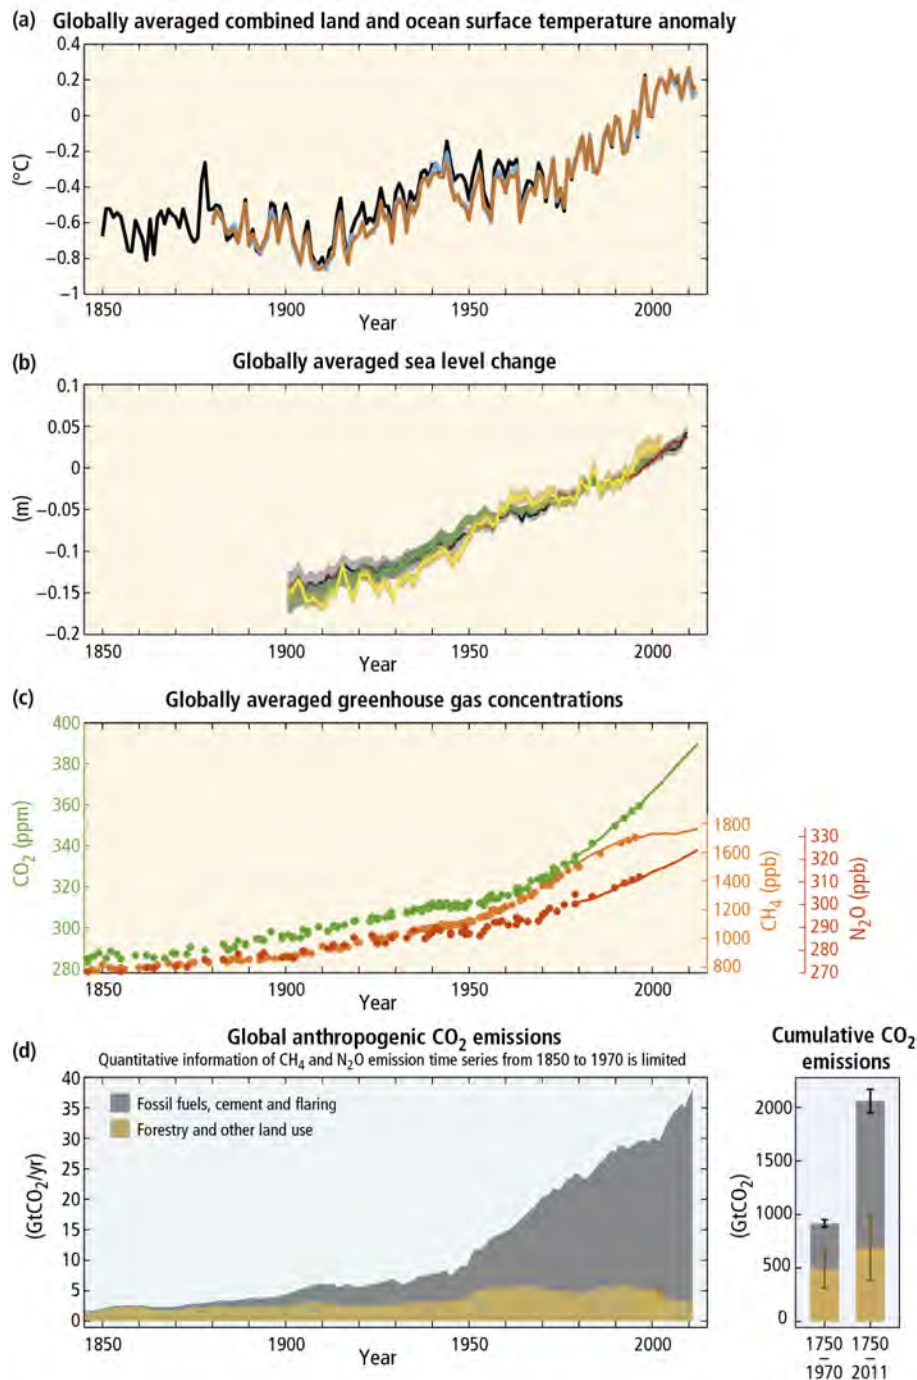 (a) Globally averaged combined land and ocean surface temperature anomaly
0.4
0.2
0
−0.2
−0.4
−0.6
−0.8
−1
(°C)
1850 1900 1950 2000
Year
(b) Globally averaged sea level change
0.1
0.05
0
−0.05
−0.1
−0.15
−0.2
(m)
1850 1900 1950 2000
Year
(c) Globally averaged greenhouse gas concentrations
400
380
360
340
320
300
280
CO₂ (ppm)
1800
1600
1400
1200
1000
800
CH₄ (ppb)
330
320
310
300
290
280
270
N₂O (ppb)
1850 1900 1950 2000
Year
(d) Global anthropogenic CO₂ emissions
Quantitative information of CH₄ and N₂O emission time series from 1850 to 1970 is limited
40
35
30
25
20
15
10
5
0
(GtCO₂/yr)
Fossil fuels, cement and flaring
Forestry and other land use
1850 1900 1950 2000
Year
Cumulative CO₂
emissions
2000
1500
1000
500
0
(GtCO₂)
1750 1750
– –
1970 2011